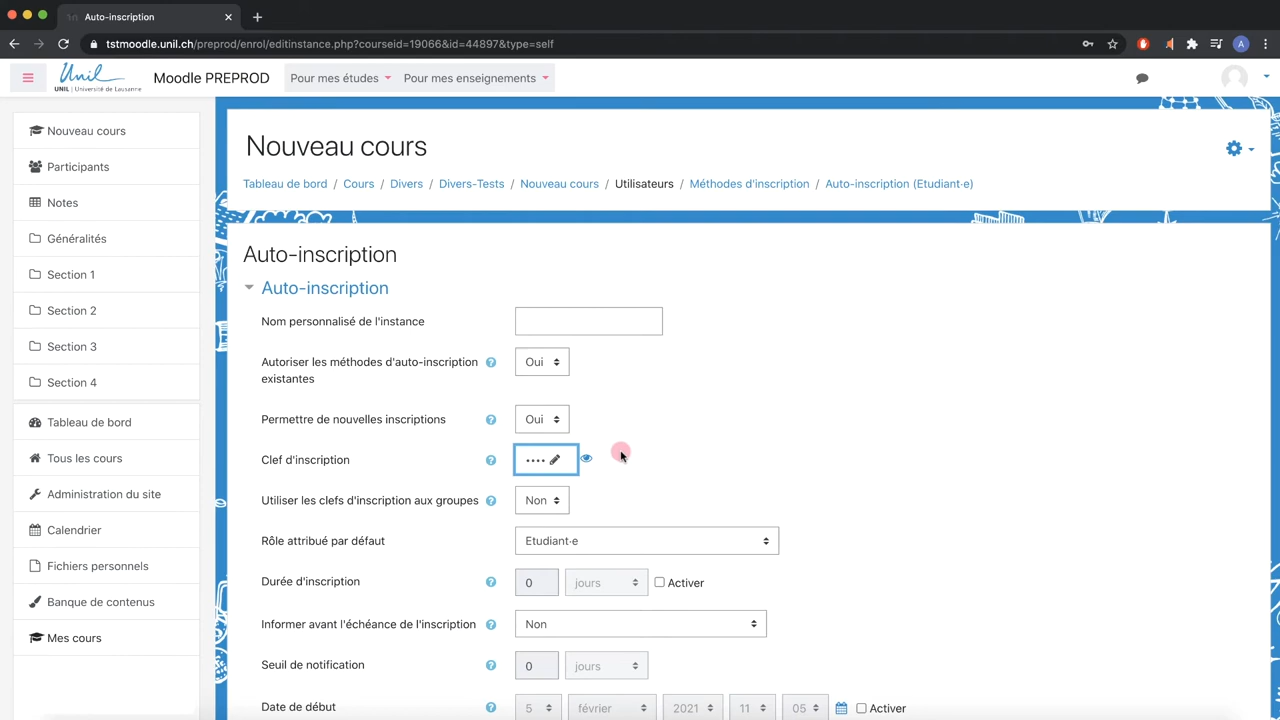 Auto-inscription
tstmoodle.unil.ch/preprod/enrol/editinstance.php?courseid=19066&id=44897&type=self
A
Unil
UNIL | Université de Lausanne
Moodle PREPROD
Pour mes études
Pour mes enseignements
Nouveau cours
Participants
Notes
Généralités
Section 1
Section 2
Section 3
Section 4
Tableau de bord
Tous les cours
Administration du site
Calendrier
Fichiers personnels
Banque de contenus
Mes cours
Nouveau cours
Tableau de bord / Cours / Divers / Divers-Tests / Nouveau cours / Utilisateurs / Méthodes d'inscription / Auto-inscription (Etudiant·e)
Auto-inscription
Auto-inscription
Nom personnalisé de l'instance
Autoriser les méthodes d'auto-inscription
existantes
Oui
Permettre de nouvelles inscriptions
Oui
Clef d'inscription
••••
Utiliser les clefs d'inscription aux groupes
Non
Rôle attribué par défaut
Etudiant·e
Durée d'inscription
0 jours Activer
Informer avant l'échéance de l'inscription
Non
Seuil de notification
0 jours
Date de début
5 février 2021 11 05 Activer